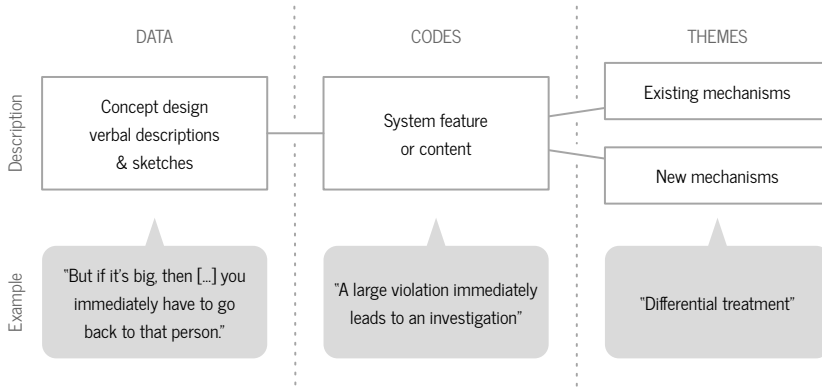 DATA
CODES
THEMES
Description
Concept design
verbal descriptions
& sketches
System feature
or content
Existing mechanisms
New mechanisms
Example
"But if it's big, then [...] you
immediately have to go
back to that person."
"A large violation immediately
leads to an investigation"
"Differential treatment"